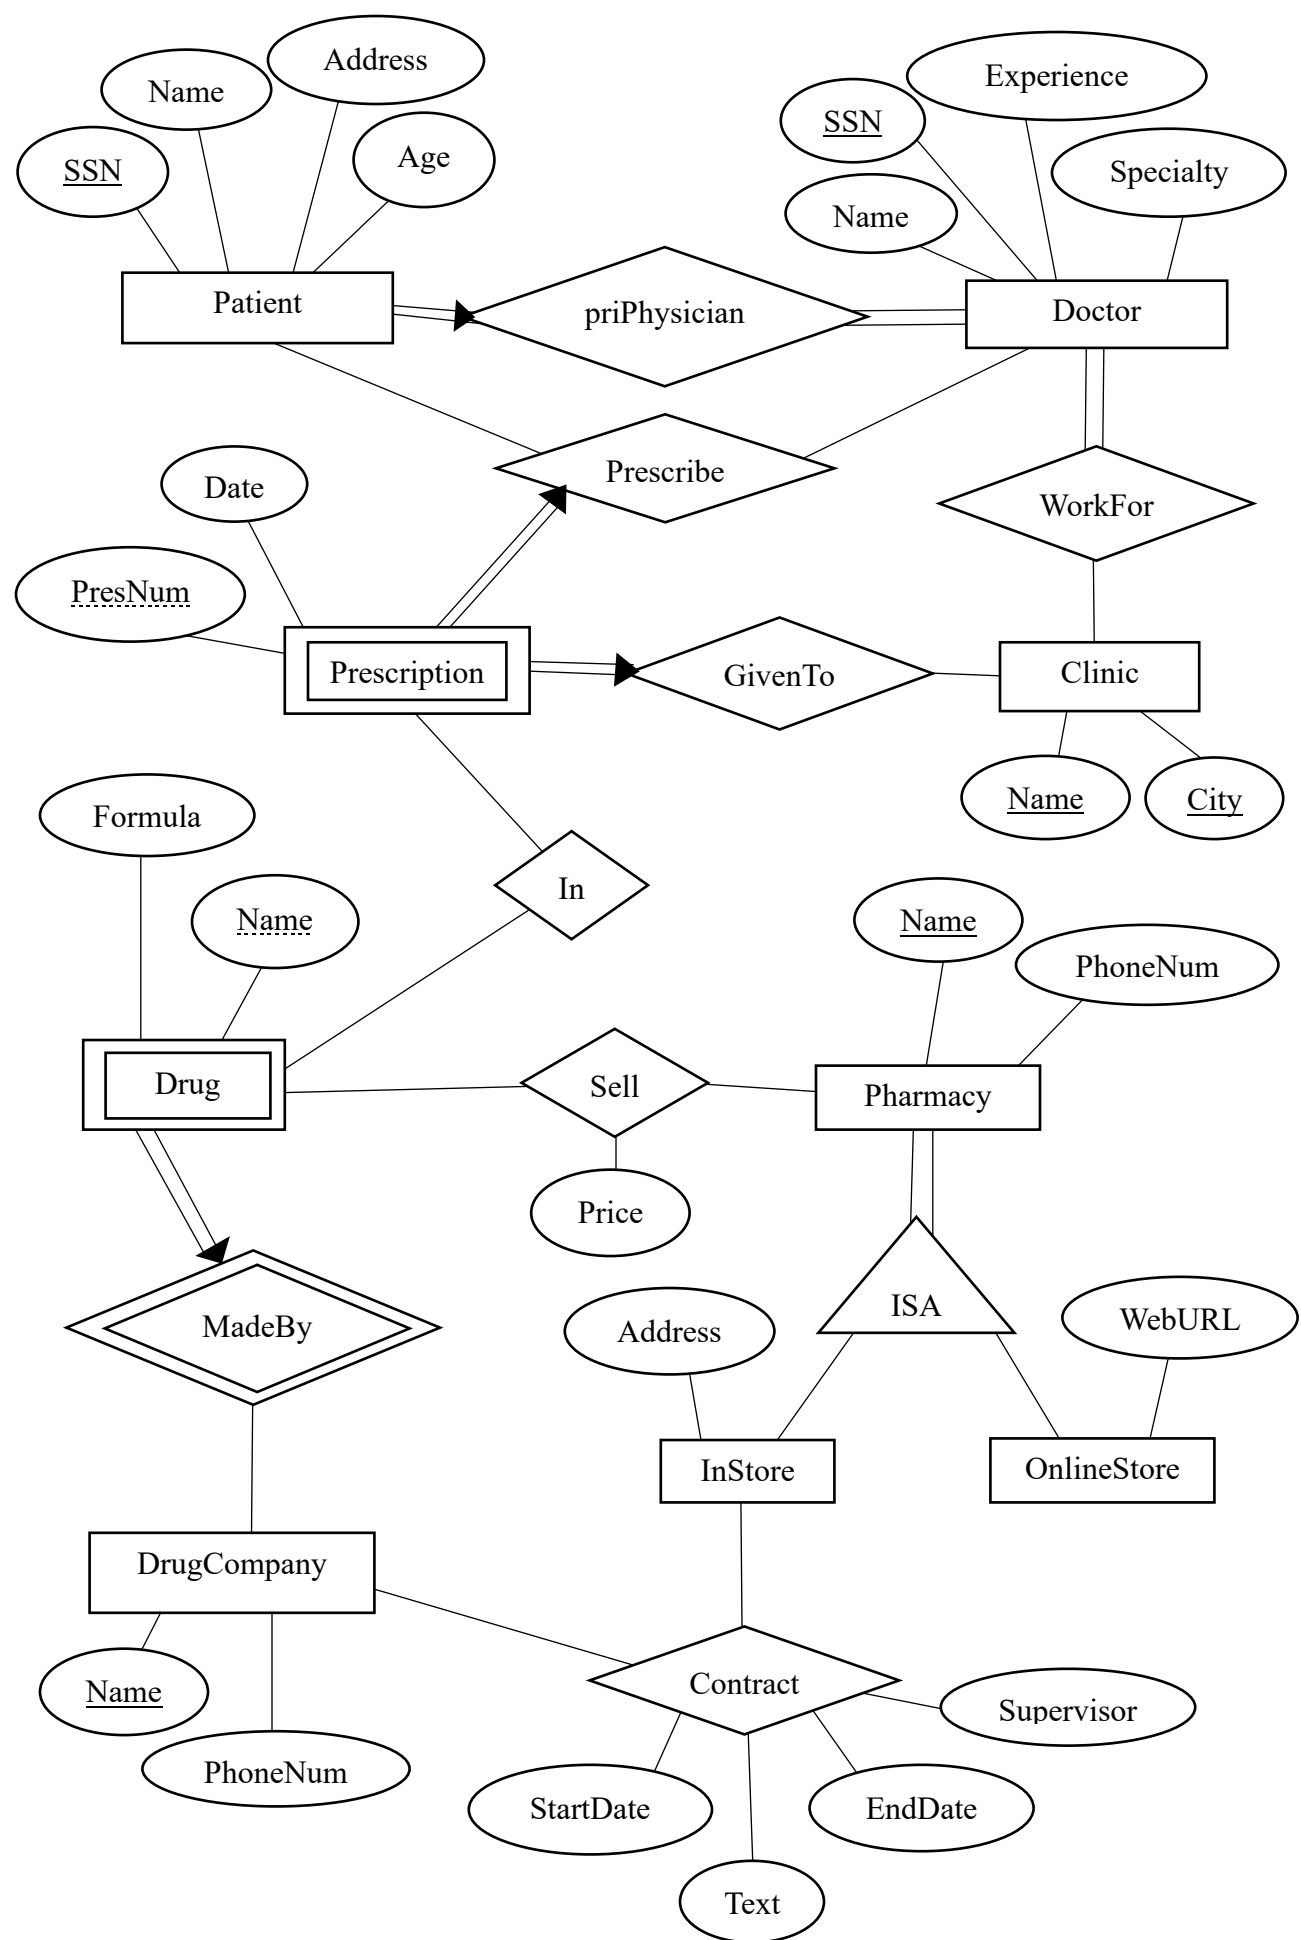 Address
Name
Experience
SSN
Age
SSN
Specialty
Name
Patient
priPhysician
Doctor
Prescribe
Date
WorkFor
PresNum
Prescription
GivenTo
Clinic
Name
City
Formula
In
Name
Name
PhoneNum
Drug
Sell
Pharmacy
Price
MadeBy
ISA
Address
WebURL
InStore
OnlineStore
DrugCompany
Contract
Name
Supervisor
PhoneNum
StartDate
EndDate
Text